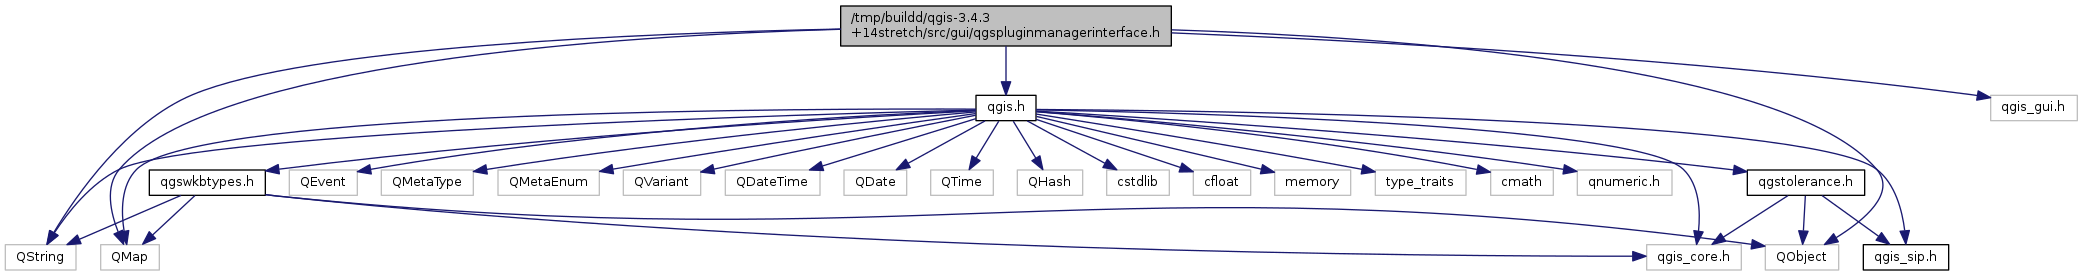 /tmp/buildd/qgis-3.4.3
+14stretch/src/gui/qgspluginmanagerinterface.h
qgis.h
qgis_gui.h
qgswkbtypes.h
QEvent
QMetaType
QMetaEnum
QVariant
QDateTime
QDate
QTime
QHash
cstdlib
cfloat
memory
type_traits
cmath
qnumeric.h
qgstolerance.h
QString
QMap
qgis_core.h
QObject
qgis_sip.h